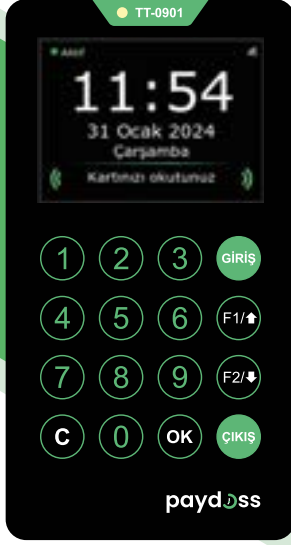 TT-0901
Aktif
11:54
31 Ocak 2024
Çarşamba
Kartınızı okutunuz
1 2 3 GİRİŞ
4 5 6 F1/
7 8 9 F2/
C 0 OK ÇIKIŞ
paydoss